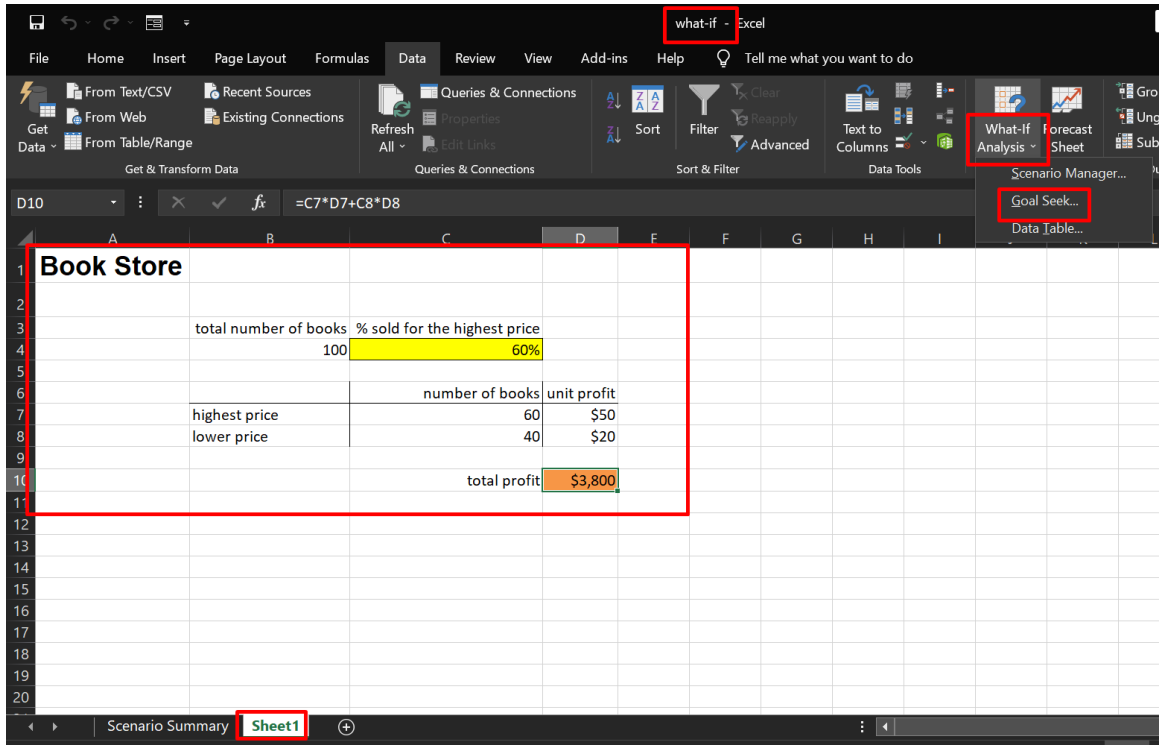 what-if - Excel
File Home Insert Page Layout Formulas Data Review View Add-ins Help Tell me what you want to do
From Text/CSV Recent Sources Queries & Connections Clear
From Web Existing Connections Properties Reapply
From Table/Range Edit Links Advanced
Get Data Refresh All Sort Filter Text to Columns What-If Analysis Forecast Sheet
Get & Transform Data Queries & Connections Sort & Filter Data Tools
Scenario Manager...
Goal Seek...
Data Table...
D10 fx =C7*D7+C8*D8
A B C D E F G H I
1 Book Store
2
3 total number of books % sold for the highest price
4 100 60%
5
6 number of books unit profit
7 highest price 60 $50
8 lower price 40 $20
9
10 total profit $3,800
11
12
13
14
15
16
17
18
19
20
Scenario Summary Sheet1